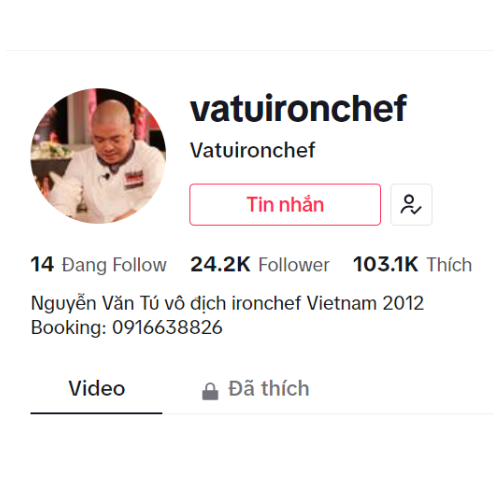 vatuironchef
Vatuironchef
Tin nhắn
14 Đang Follow 24.2K Follower 103.1K Thích
Nguyễn Văn Tú vô địch ironchef Vietnam 2012
Booking: 0916638826
Video Đã thích